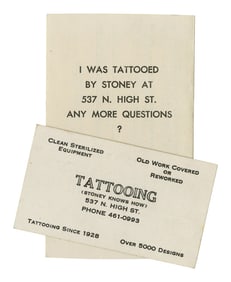 I WAS TATTOOED
BY STONEY AT
537 N. HIGH ST.
ANY MORE QUESTIONS
?
CLEAN STERILIZED
EQUIPMENT
OLD WORK COVERED
OR
REWORKED
TATTOOING
(STONEY KNOWS HOW)
537 N. HIGH ST.
PHONE 461-0993
TATTOOING SINCE 1928
OVER 5000 DESIGNS